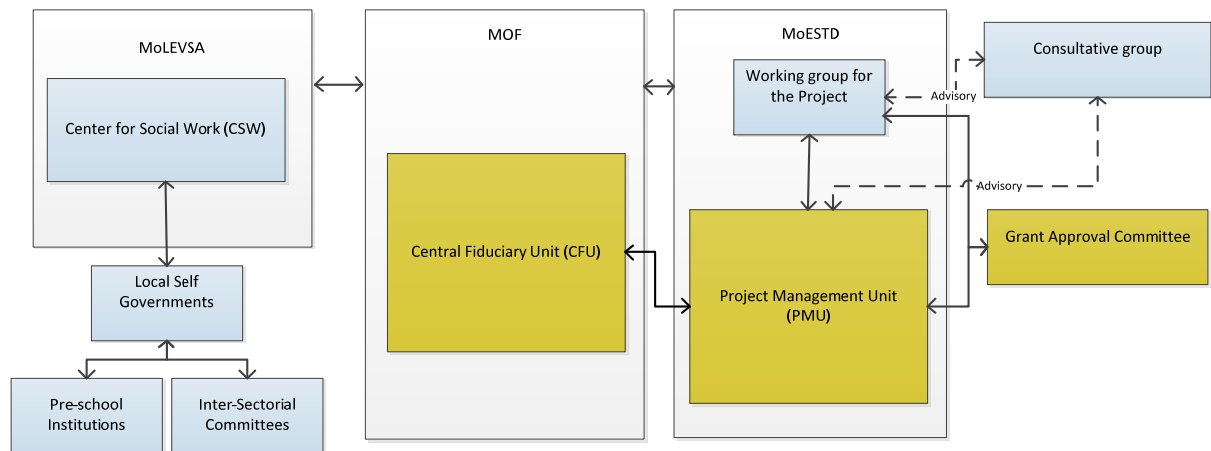 MoLEVSA
Center for Social Work (CSW)
Local Self
Governments
Pre-school
Institutions
Inter-Sectorial
Committees
MOF
Central Fiduciary Unit (CFU)
MoESTD
Working group for
the Project
Project Management Unit
(PMU)
Advisory
Advisory
Consultative group
Grant Approval Committee